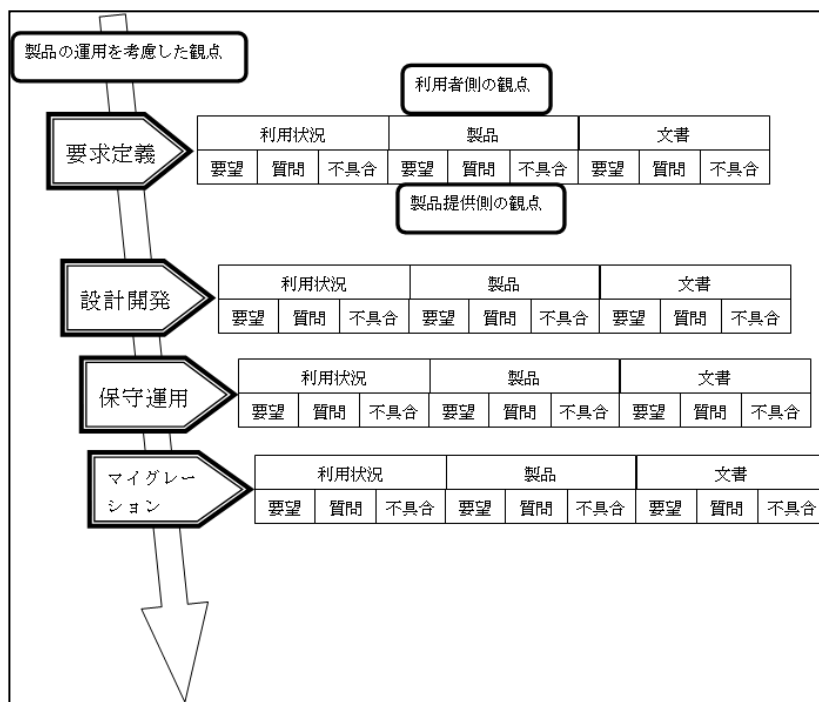 製品の運用を考慮した観点
利用者側の観点
要求定義
利用状況 製品 文書
要望 質問 不具合 要望 質問 不具合 要望 質問 不具合
製品提供側の観点
設計開発
利用状況 製品 文書
要望 質問 不具合 要望 質問 不具合 要望 質問 不具合
保守運用
利用状況 製品 文書
要望 質問 不具合 要望 質問 不具合 要望 質問 不具合
マイグレー
ション
利用状況 製品 文書
要望 質問 不具合 要望 質問 不具合 要望 質問 不具合